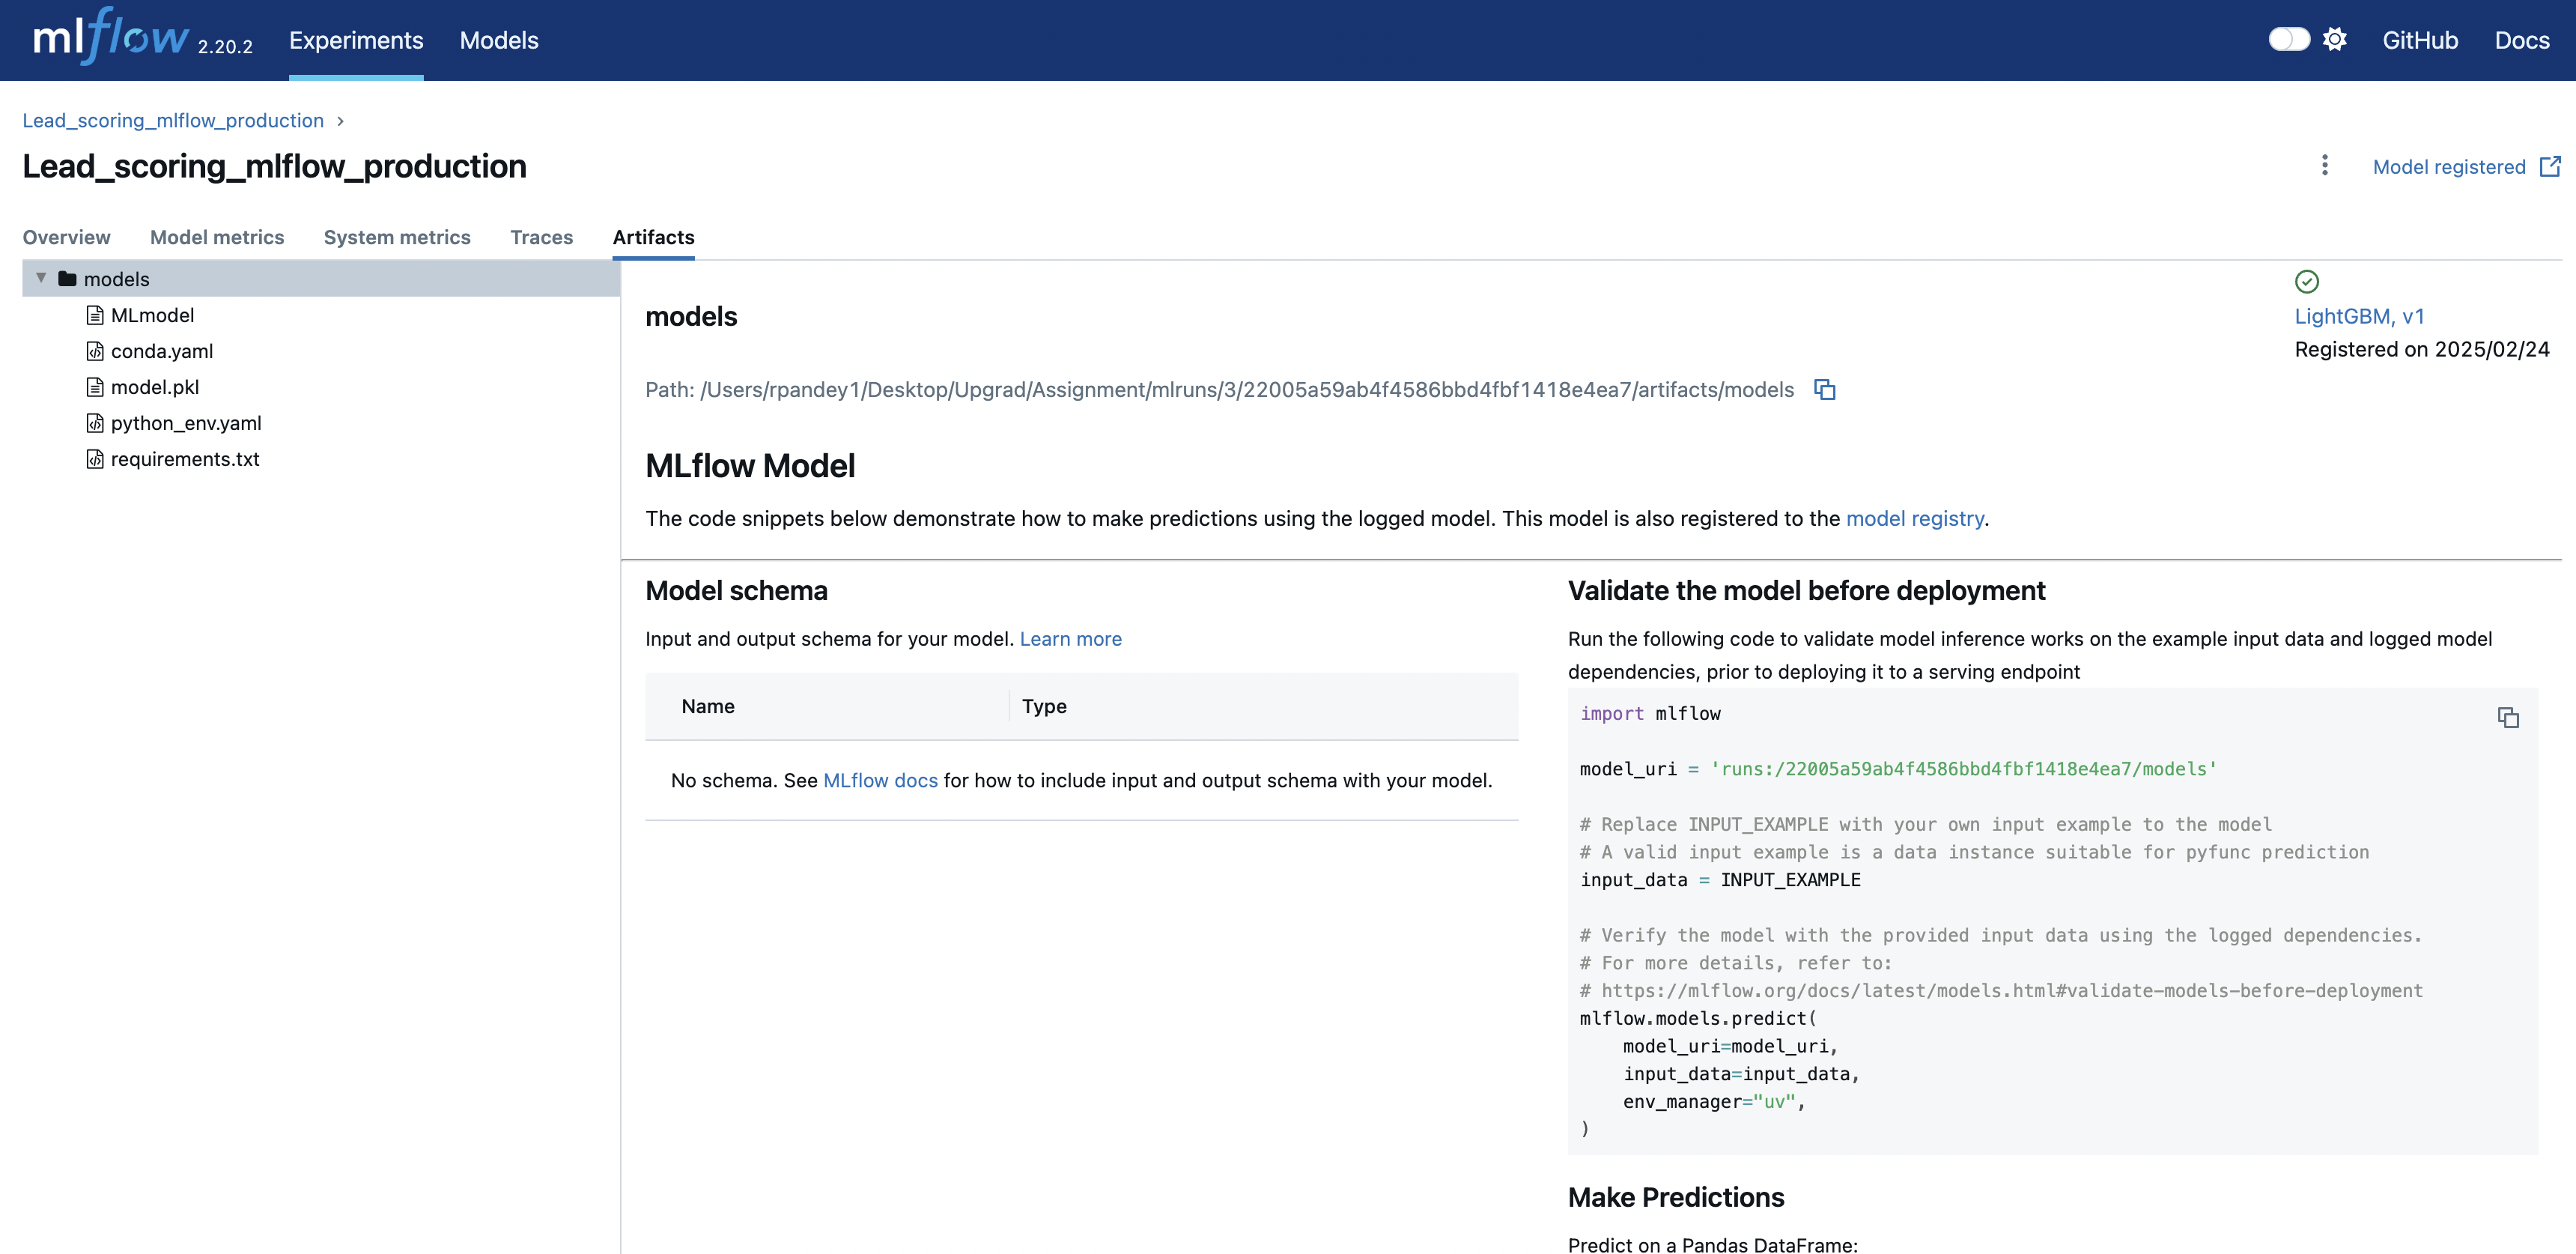 mlflow 2.20.2 Experiments Models GitHub Docs
Lead_scoring_mlflow_production >
Lead_scoring_mlflow_production
Model registered
Overview Model metrics System metrics Traces Artifacts
models
MLmodel
conda.yaml
model.pkl
python_env.yaml
requirements.txt
models
LightGBM, v1
Registered on 2025/02/24
Path: /Users/rpandey1/Desktop/Upgrad/Assignment/mlruns/3/22005a59ab4f4586bbd4fbf1418e4ea7/artifacts/models
MLflow Model
The code snippets below demonstrate how to make predictions using the logged model. This model is also registered to the model registry.
Model schema
Input and output schema for your model. Learn more
Name Type
No schema. See MLflow docs for how to include input and output schema with your model.
Validate the model before deployment
Run the following code to validate model inference works on the example input data and logged model
dependencies, prior to deploying it to a serving endpoint
import mlflow
model_uri = 'runs:/22005a59ab4f4586bbd4fbf1418e4ea7/models'
# Replace INPUT_EXAMPLE with your own input example to the model
# A valid input example is a data instance suitable for pyfunc prediction
input_data = INPUT_EXAMPLE
# Verify the model with the provided input data using the logged dependencies.
# For more details, refer to:
# https://mlflow.org/docs/latest/models.html#validate-models-before-deployment
mlflow.models.predict(
    model_uri=model_uri,
    input_data=input_data,
    env_manager="uv",
)
Make Predictions
Predict on a Pandas DataFrame: